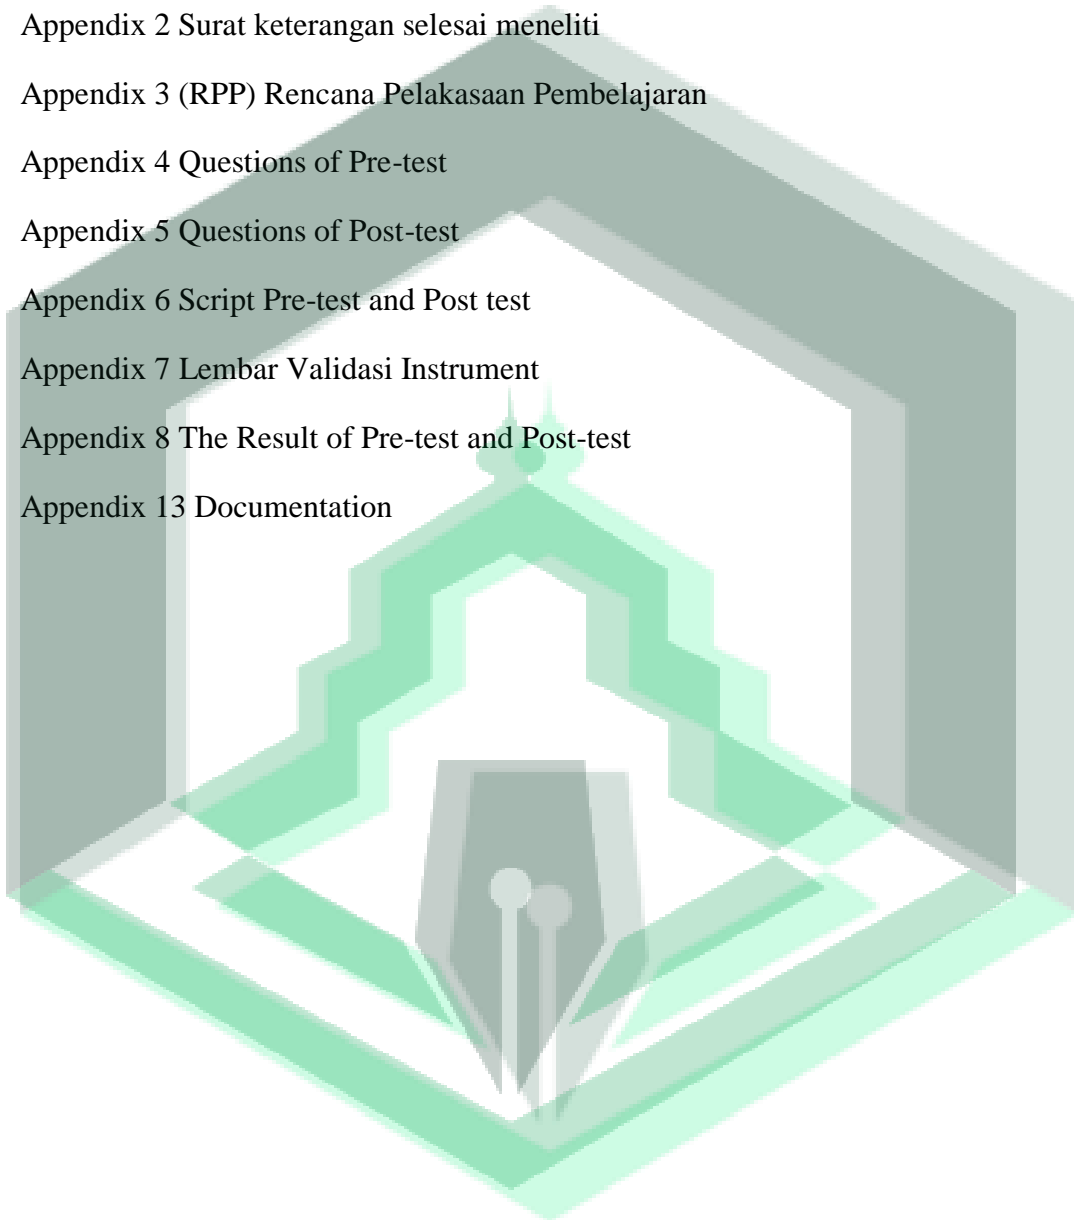 Appendix 2 Surat keterangan selesai meneliti
Appendix 3 (RPP) Rencana Pelakasaan Pembelajaran
Appendix 4 Questions of Pre-test
Appendix 5 Questions of Post-test
Appendix 6 Script Pre-test and Post test
Appendix 7 Lembar Validasi Instrument
Appendix 8 The Result of Pre-test and Post-test
Appendix 13 Documentation